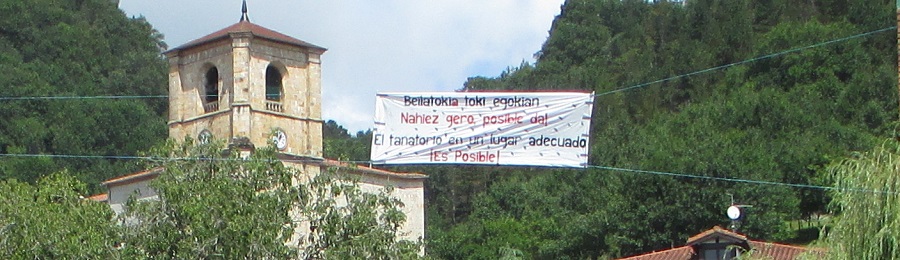 Beilatokia toki egokian
Nahiez gero, posible da!
El tanatorio en un lugar adecuado
¡Es Posible!